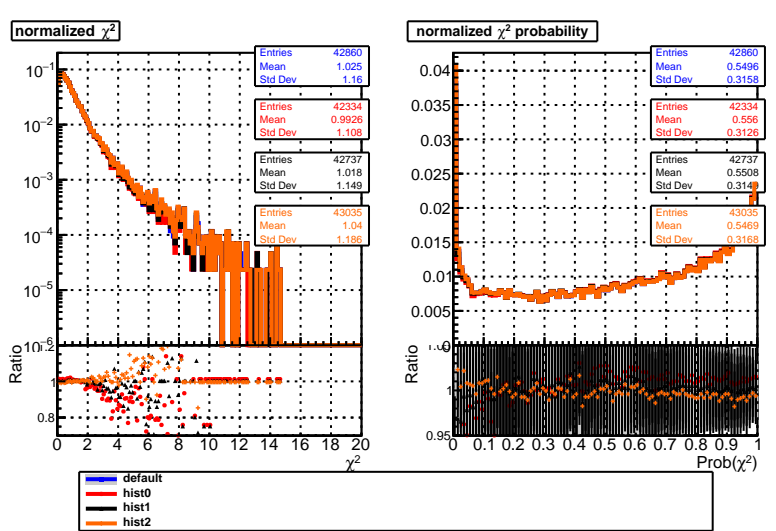 normalized χ²
Entries 42860
Mean 1.025
Std Dev 1.16
Entries 42334
Mean 0.9926
Std Dev 1.108
Entries 42737
Mean 1.018
Std Dev 1.149
Entries 43035
Mean 1.04
Std Dev 1.186
10⁻¹
10⁻²
10⁻³
10⁻⁴
10⁻⁵
Ratio
1
0.8
0 2 4 6 8 10 12 14 16 18 20
χ²
normalized χ² probability
Entries 42860
Mean 0.5496
Std Dev 0.3158
Entries 42334
Mean 0.556
Std Dev 0.3126
Entries 42737
Mean 0.5508
Std Dev 0.3149
Entries 43035
Mean 0.5469
Std Dev 0.3168
0.04
0.035
0.03
0.025
0.02
0.015
0.01
0.005
Ratio
1
0.95
0 0.1 0.2 0.3 0.4 0.5 0.6 0.7 0.8 0.9 1
Prob(χ²)
default
hist0
hist1
hist2